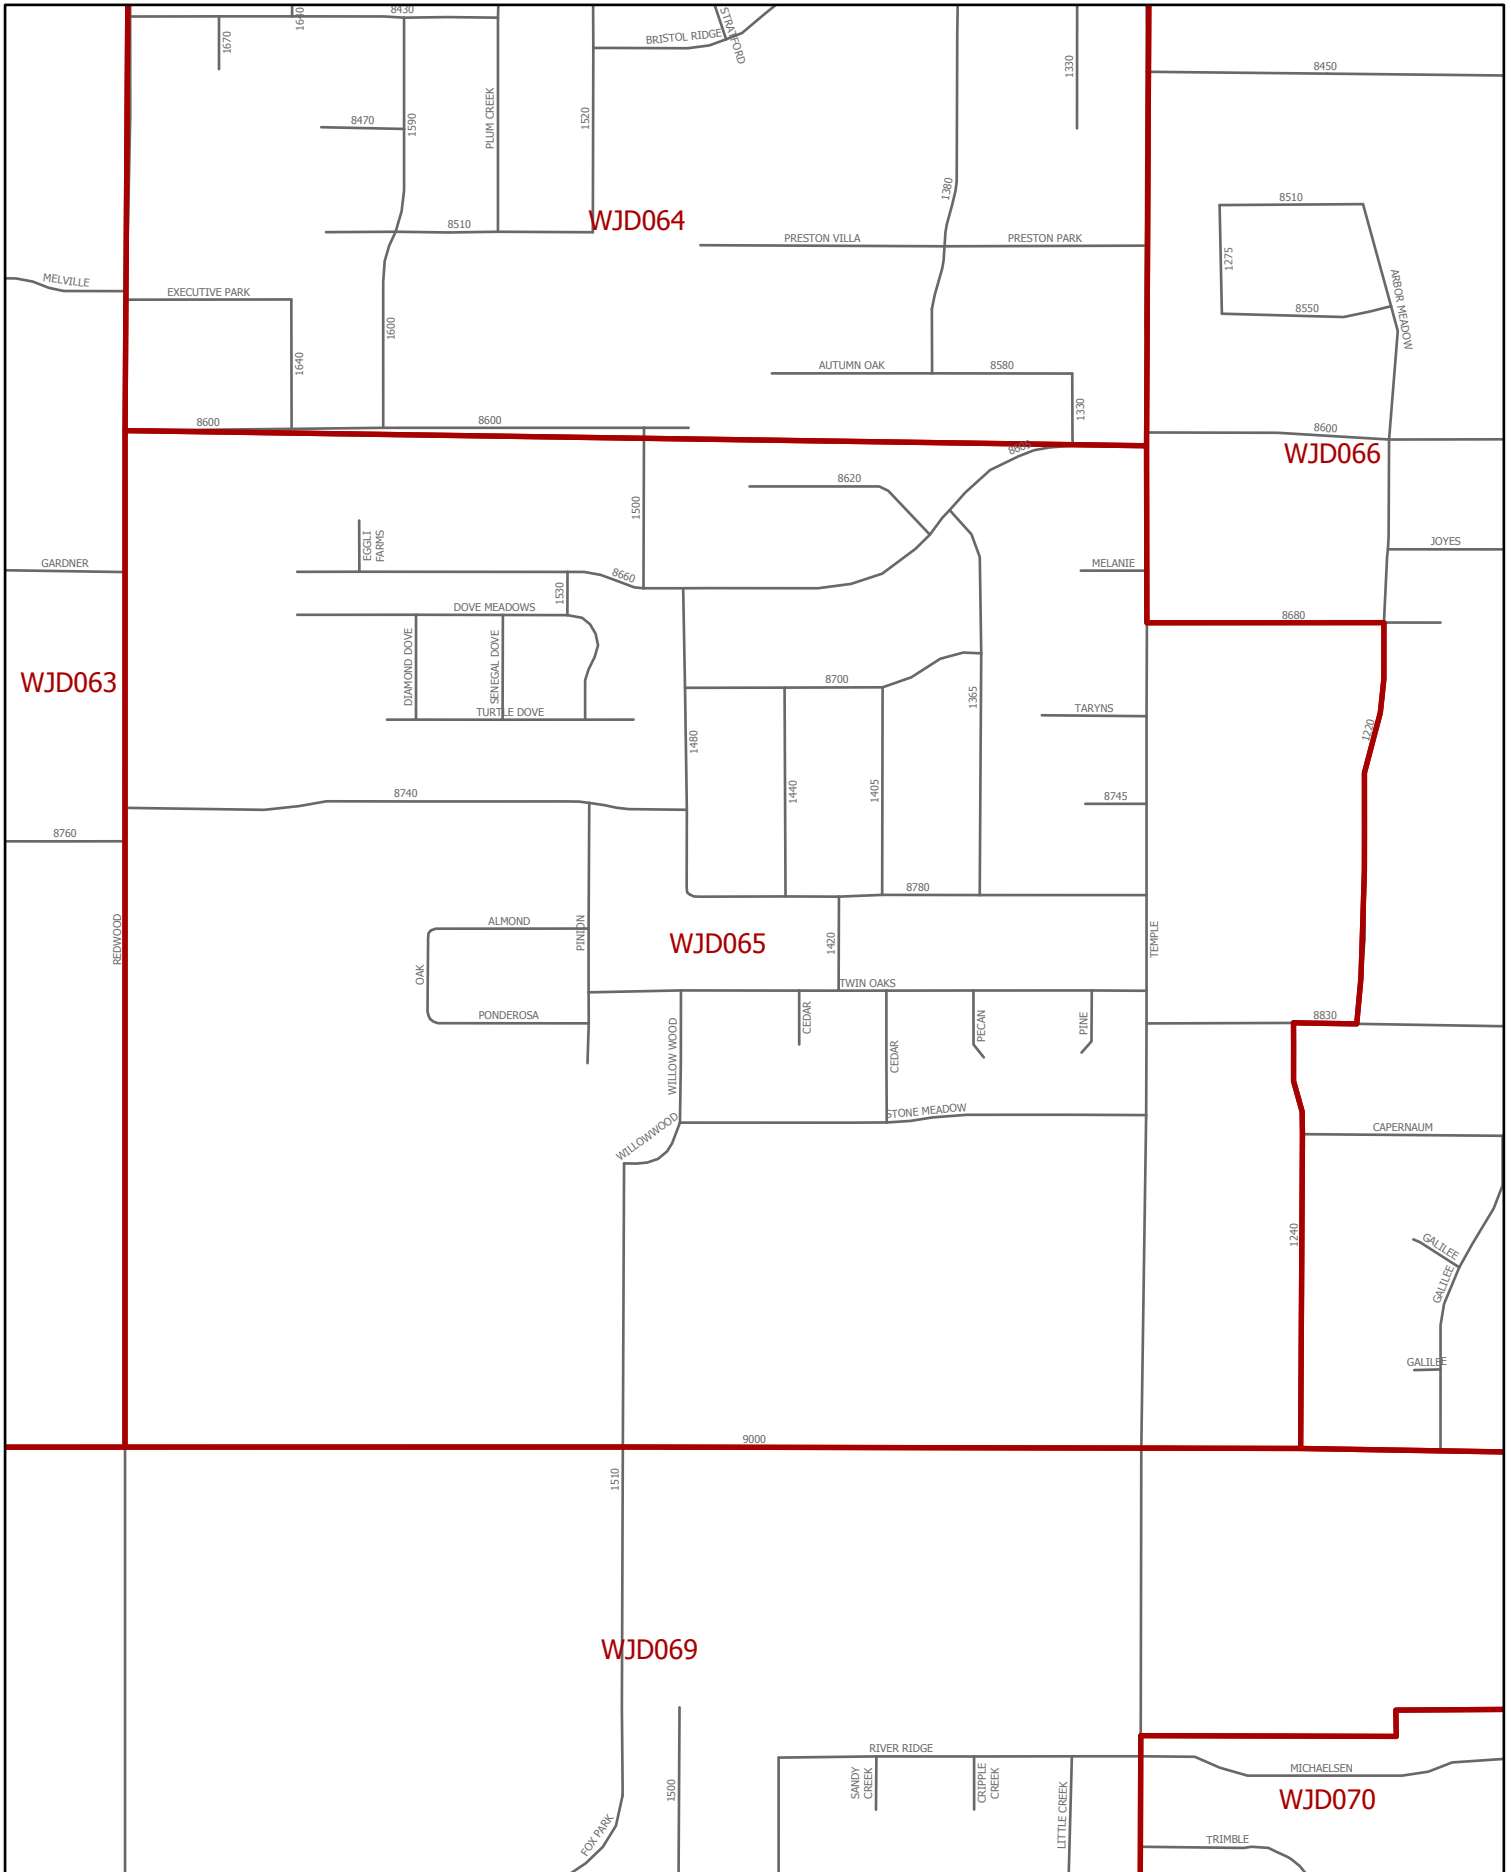 8430
1640
1670
BRISTOL RIDGE
STRATFORD
1330
8450
8470
1590
PLUM CREEK
1520
1380
8510
8510
WJD064
PRESTON VILLA
PRESTON PARK
1275
MELVILLE
EXECUTIVE PARK
ARBOR MEADOW
8550
1600
1640
AUTUMN OAK
8580
1330
8600
8600
8600
8605
WJD066
8620
1500
EGGLI
FARMS
JOYES
GARDNER
MELANIE
8660
1530
DOVE MEADOWS
8680
DIAMOND DOVE
SENEGAL DOVE
WJD063
8700
1365
TURTLE DOVE
TARYNS
1220
1480
8740
1440
1405
8745
8760
8780
REDWOOD
ALMOND
PINION
WJD065
1420
TEMPLE
OAK
TWIN OAKS
PONDEROSA
CEDAR
PECAN
PINE
8830
WILLOW WOOD
CEDAR
STONE MEADOW
WILLOWWOOD
CAPERNAUM
1240
GALILEE
GALILEE
GALILEE
9000
1510
WJD069
RIVER RIDGE
MICHAELSEN
1500
SANDY
CREEK
CRIPPLE
CREEK
LITTLE CREEK
WJD070
FOX PARK
TRIMBLE